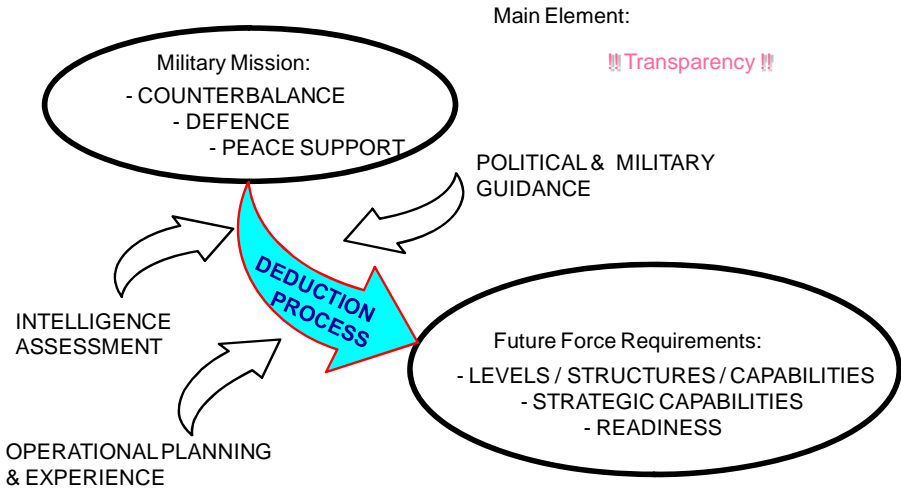 Main Element:
‼Transparency‼
Military Mission:
- COUNTERBALANCE
- DEFENCE
- PEACE SUPPORT
POLITICAL & MILITARY
GUIDANCE
DEDUCTION
PROCESS
INTELLIGENCE
ASSESSMENT
Future Force Requirements:
- LEVELS / STRUCTURES / CAPABILITIES
- STRATEGIC CAPABILITIES
- READINESS
OPERATIONAL PLANNING
& EXPERIENCE